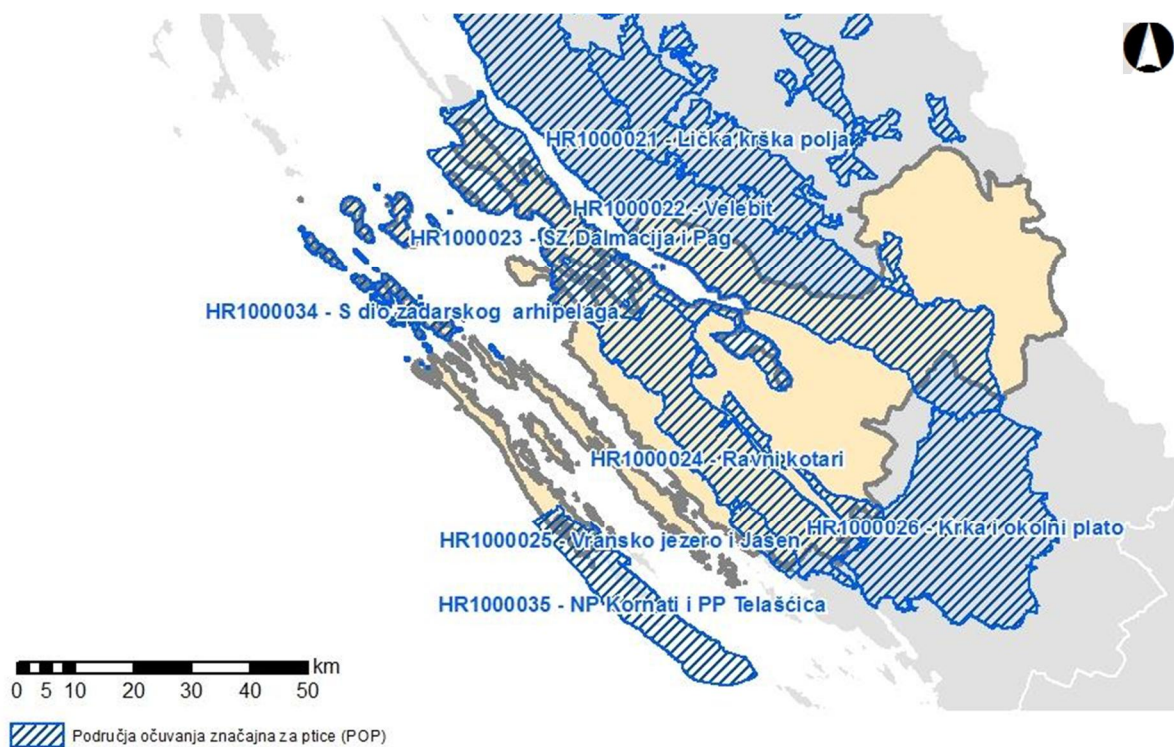 HR1000021 - Lička krška polja
HR1000022 - Velebit
HR1000023 - SZ Dalmacija i Pag
HR1000034 - S dio zadarskog arhipelaga
HR1000024 - Ravni kotari
HR1000026 - Krka i okolni plato
HR1000025 - Vransko jezero i Jasen
HR1000035 - NP Kornati i PP Telašćica
km
0 5 10 20 30 40 50
Područja očuvanja značajna za ptice (POP)